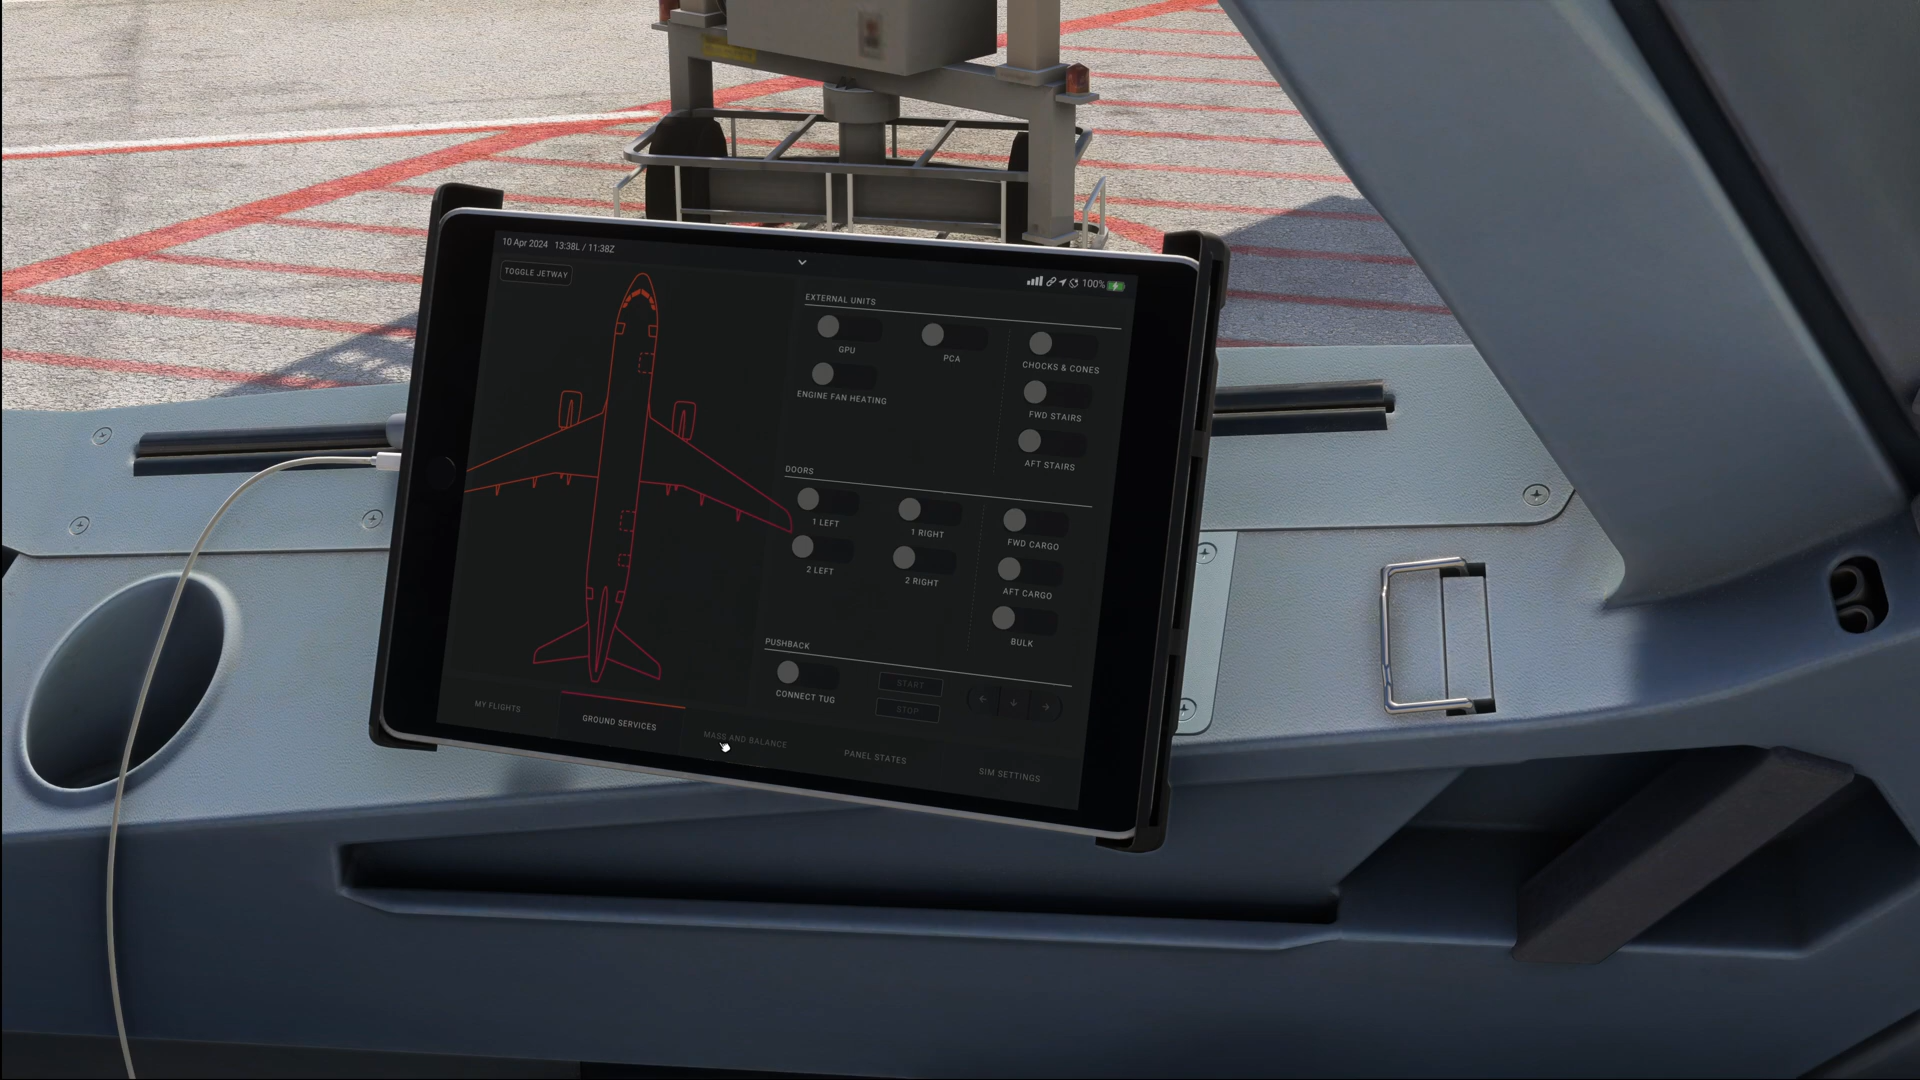 10 Apr 2024 13:38L / 11:38Z
100%
TOGGLE JETWAY
EXTERNAL UNITS
GPU
PCA
CHOCKS & CONES
ENGINE FAN HEATING
FWD STAIRS
AFT STAIRS
DOORS
1 LEFT
1 RIGHT
FWD CARGO
2 LEFT
2 RIGHT
AFT CARGO
BULK
PUSHBACK
CONNECT TUG
START
STOP
MY FLIGHTS
GROUND SERVICES
MASS AND BALANCE
PANEL STATES
SIM SETTINGS